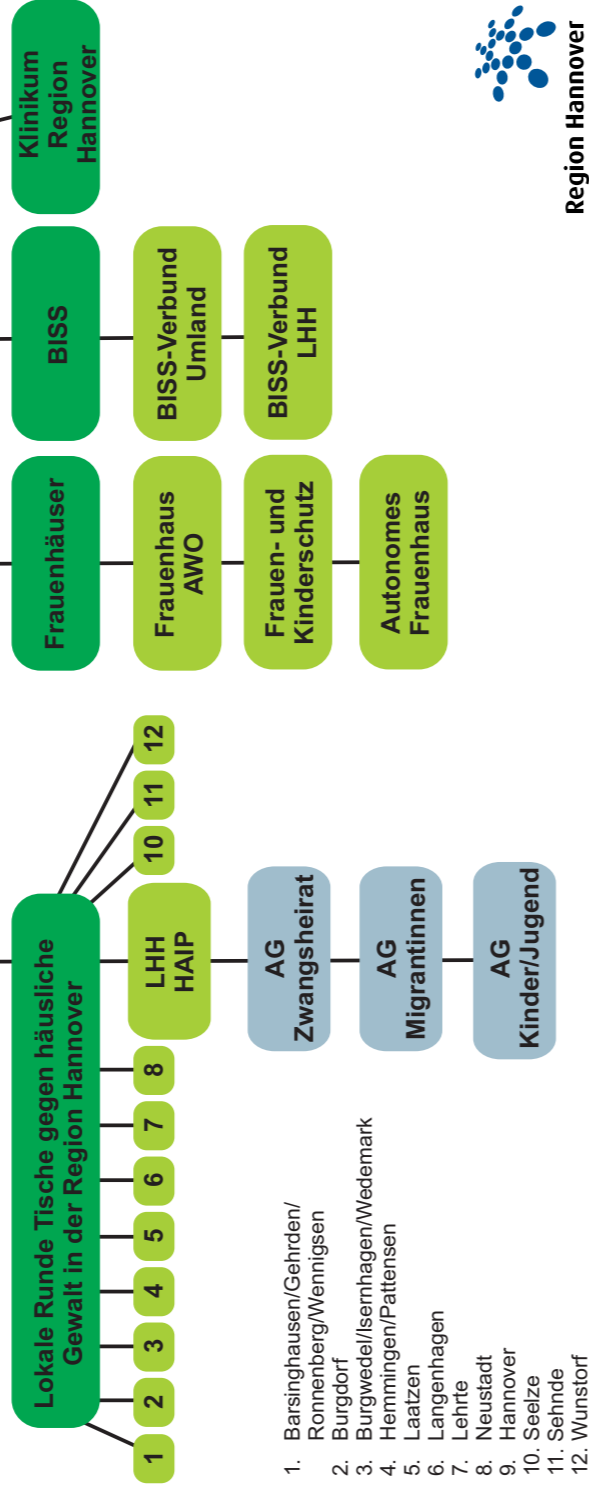 Lokale Runde Tische gegen häusliche
Gewalt in der Region Hannover
1
2
3
4
5
6
7
8
LHH
HAIP
10
11
12
AG
Zwangsheirat
AG
Migrantinnen
AG
Kinder/Jugend
Frauenhäuser
Frauenhaus
AWO
Frauen- und
Kinderschutz
Autonomes
Frauenhaus
BISS
BISS-Verbund
Umland
BISS-Verbund
LHH
Klinikum
Region
Hannover
1. Barsinghausen/Gehrden/
Ronnenberg/Wennigsen
2. Burgdorf
3. Burgwedel/Isernhagen/Wedemark
4. Hemmingen/Pattensen
5. Laatzen
6. Langenhagen
7. Lehrte
8. Neustadt
9. Hannover
10. Seelze
11. Sehnde
12. Wunstorf
Region Hannover